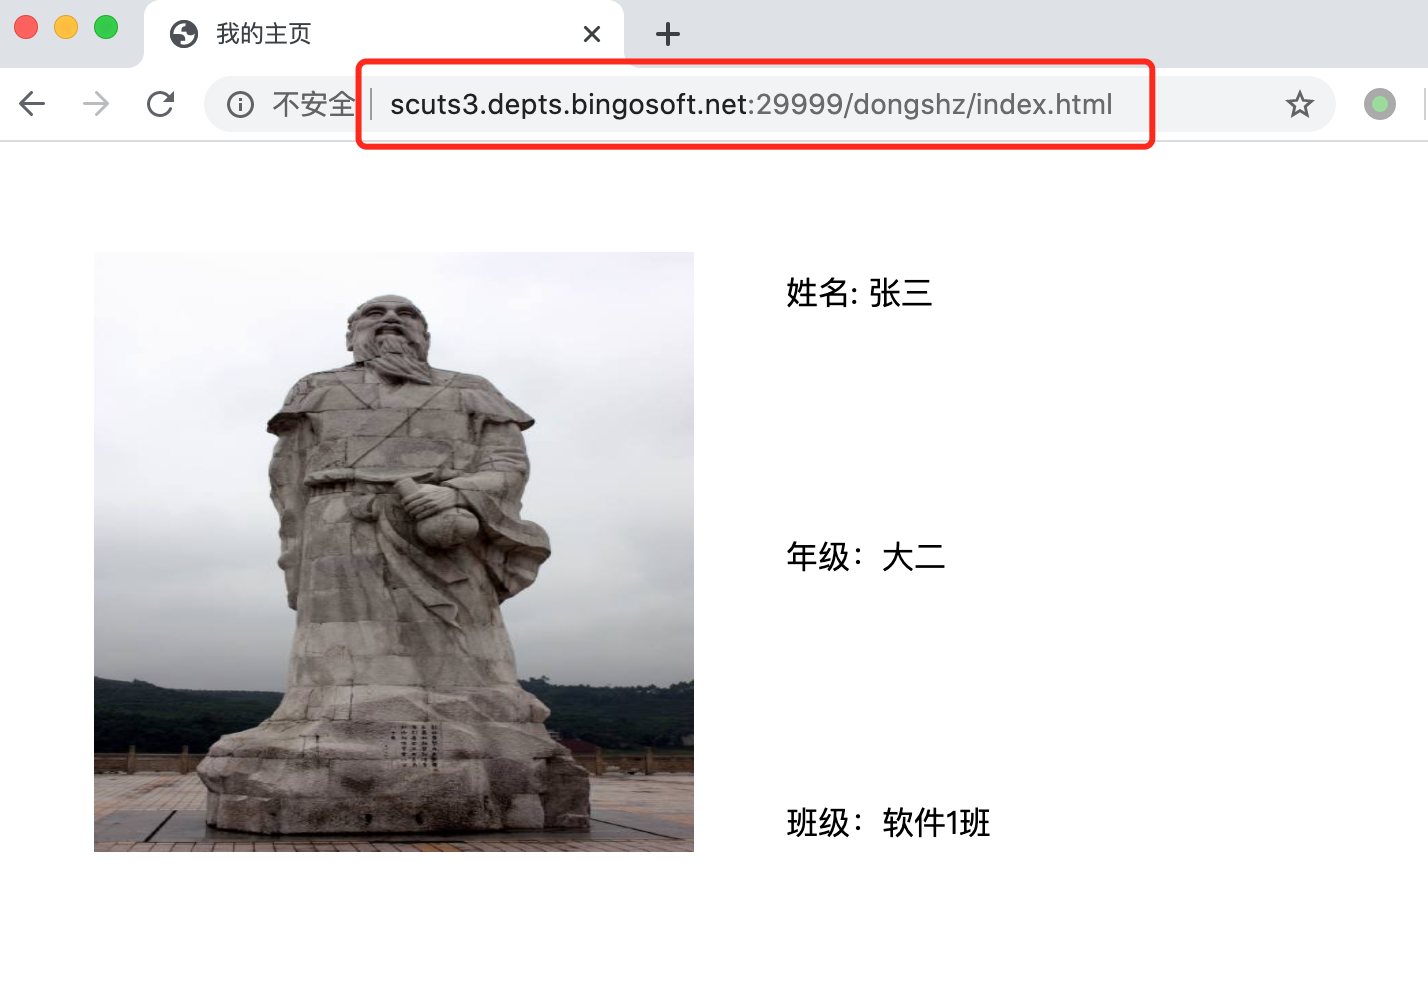 我的主页
不安全
scuts3.depts.bingosoft.net:29999/dongshz/index.html
姓名: 张三
年级：大二
班级：软件1班